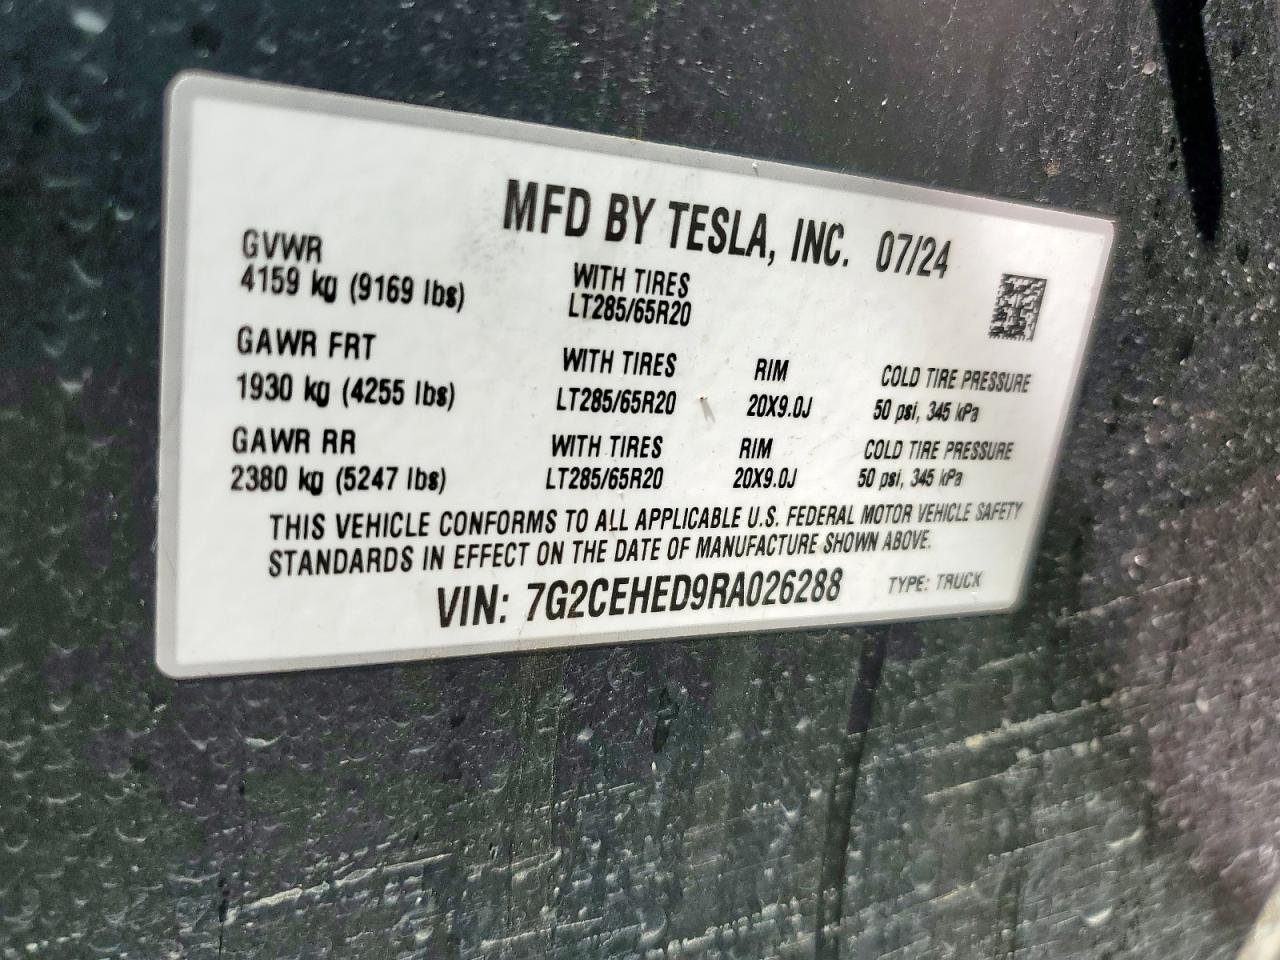 MFD BY TESLA, INC. 07/24
GVWR
4159 kg (9169 lbs)
WITH TIRES
LT285/65R20
GAWR FRT
1930 kg (4255 lbs)
WITH TIRES
LT285/65R20
RIM
20X9.0J
COLD TIRE PRESSURE
50 psi, 345 kPa
GAWR RR
2380 kg (5247 lbs)
WITH TIRES
LT285/65R20
RIM
20X9.0J
COLD TIRE PRESSURE
50 psi, 345 kPa
THIS VEHICLE CONFORMS TO ALL APPLICABLE U.S. FEDERAL MOTOR VEHICLE SAFETY
STANDARDS IN EFFECT ON THE DATE OF MANUFACTURE SHOWN ABOVE.
VIN: 7G2CEHED9RA026288 TYPE: TRUCK